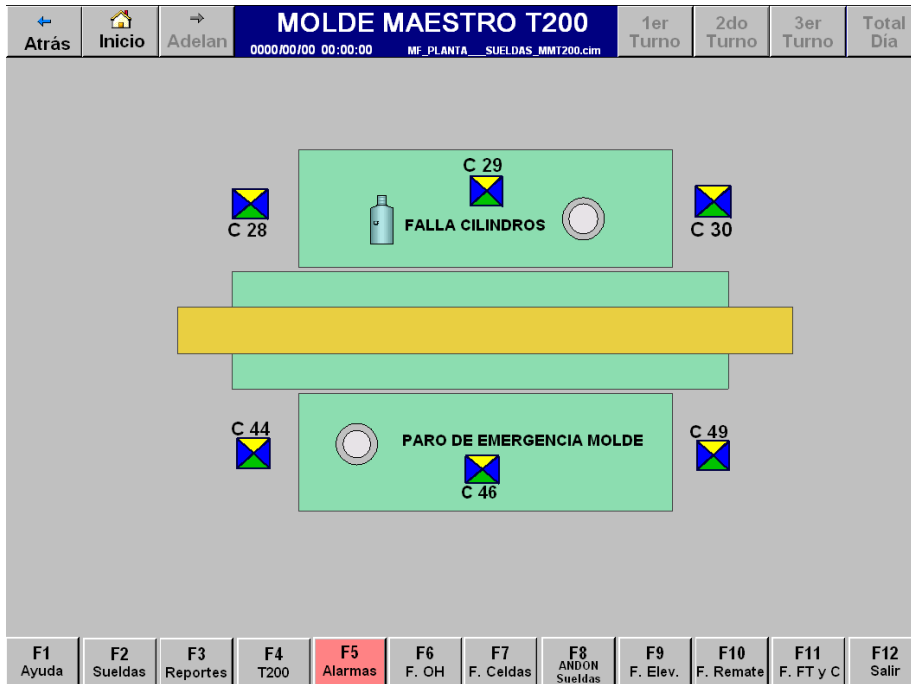 Atrás
Inicio
Adelan
MOLDE MAESTRO T200
0000/00/00 00:00:00 MF_PLANTA___SUELDAS_MMT200.cim
1er
Turno
2do
Turno
3er
Turno
Total
Día
C 29
C 28
FALLA CILINDROS
C 30
C 44
PARO DE EMERGENCIA MOLDE
C 49
C 46
F1
Ayuda
F2
Sueldas
F3
Reportes
F4
T200
F5
Alarmas
F6
F. OH
F7
F. Celdas
F8
ANDON
Sueldas
F9
F. Elev.
F10
F. Remate
F11
F. FT y C
F12
Salir